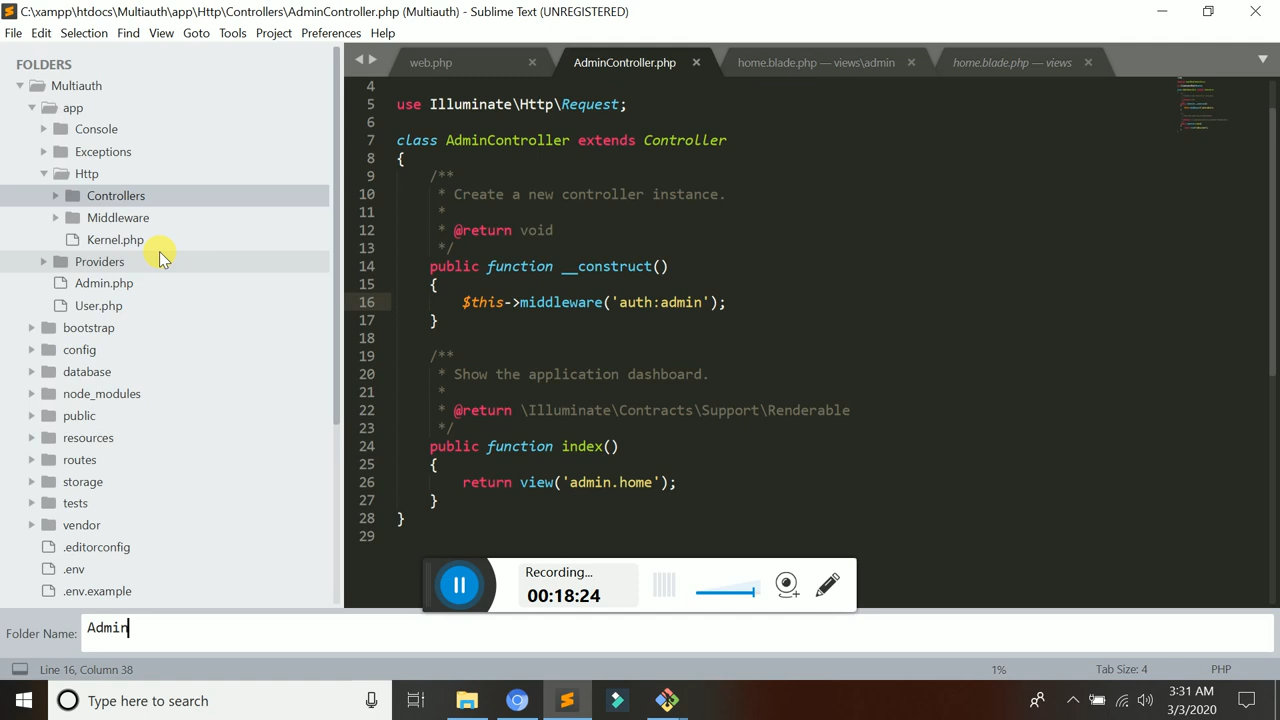 C:\xampp\htdocs\Multiauth\app\Http\Controllers\AdminController.php (Multiauth) - Sublime Text (UNREGISTERED)
File Edit Selection Find View Goto Tools Project Preferences Help
FOLDERS
Multiauth
app
Console
Exceptions
Http
Controllers
Middleware
Kernel.php
Providers
Admin.php
User.php
bootstrap
config
database
node_modules
public
resources
routes
storage
tests
vendor
.editorconfig
.env
.env.example
web.php AdminController.php home.blade.php — views\admin home.blade.php — views
4
5 use Illuminate\Http\Request;
6
7 class AdminController extends Controller
8 {
9 /**
10 * Create a new controller instance.
11 *
12 * @return void
13 */
14 public function __construct()
15 {
16 $this->middleware('auth:admin');
17 }
18
19 /**
20 * Show the application dashboard.
21 *
22 * @return \Illuminate\Contracts\Support\Renderable
23 */
24 public function index()
25 {
26 return view('admin.home');
27 }
28 }
29
Recording...
00:18:24
Folder Name: Admin
Line 16, Column 38 1% Tab Size: 4 PHP
Type here to search
3:31 AM
3/3/2020